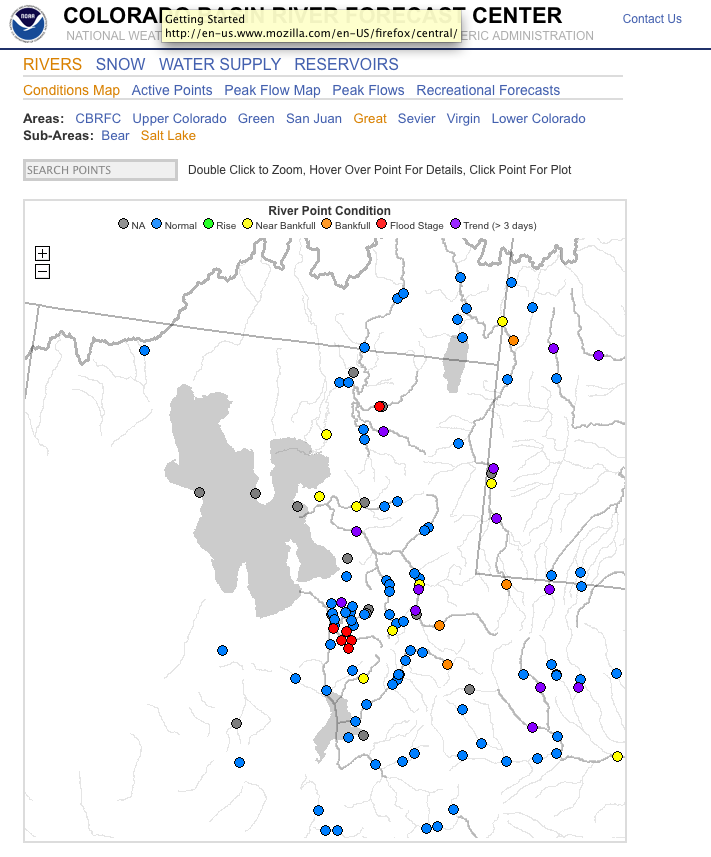 COLORADO BASIN RIVER FORECAST CENTER
Getting Started
http://en-us.www.mozilla.com/en-US/firefox/central/
Contact Us
NOAA
NATIONAL WEAT ERIC ADMINISTRATION
RIVERS SNOW WATER SUPPLY RESERVOIRS
Conditions Map Active Points Peak Flow Map Peak Flows Recreational Forecasts
Areas: CBRFC Upper Colorado Green San Juan Great Sevier Virgin Lower Colorado
Sub-Areas: Bear Salt Lake
SEARCH POINTS Double Click to Zoom, Hover Over Point For Details, Click Point For Plot
River Point Condition
NA Normal Rise Near Bankfull Bankfull Flood Stage Trend (> 3 days)
+
−